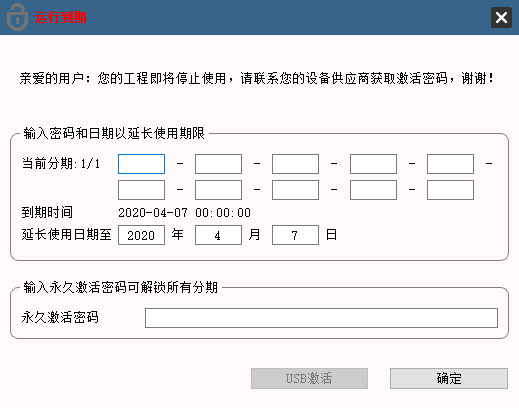 运行到期
亲爱的用户：您的工程即将停止使用，请联系您的设备供应商获取激活密码，谢谢！
输入密码和日期以延长使用期限
当前分期:1/1 - - - - -
- - - -
到期时间 2020-04-07 00:00:00
延长使用日期至 2020 年 4 月 7 日
输入永久激活密码可解锁所有分期
永久激活密码
USB激活 确定